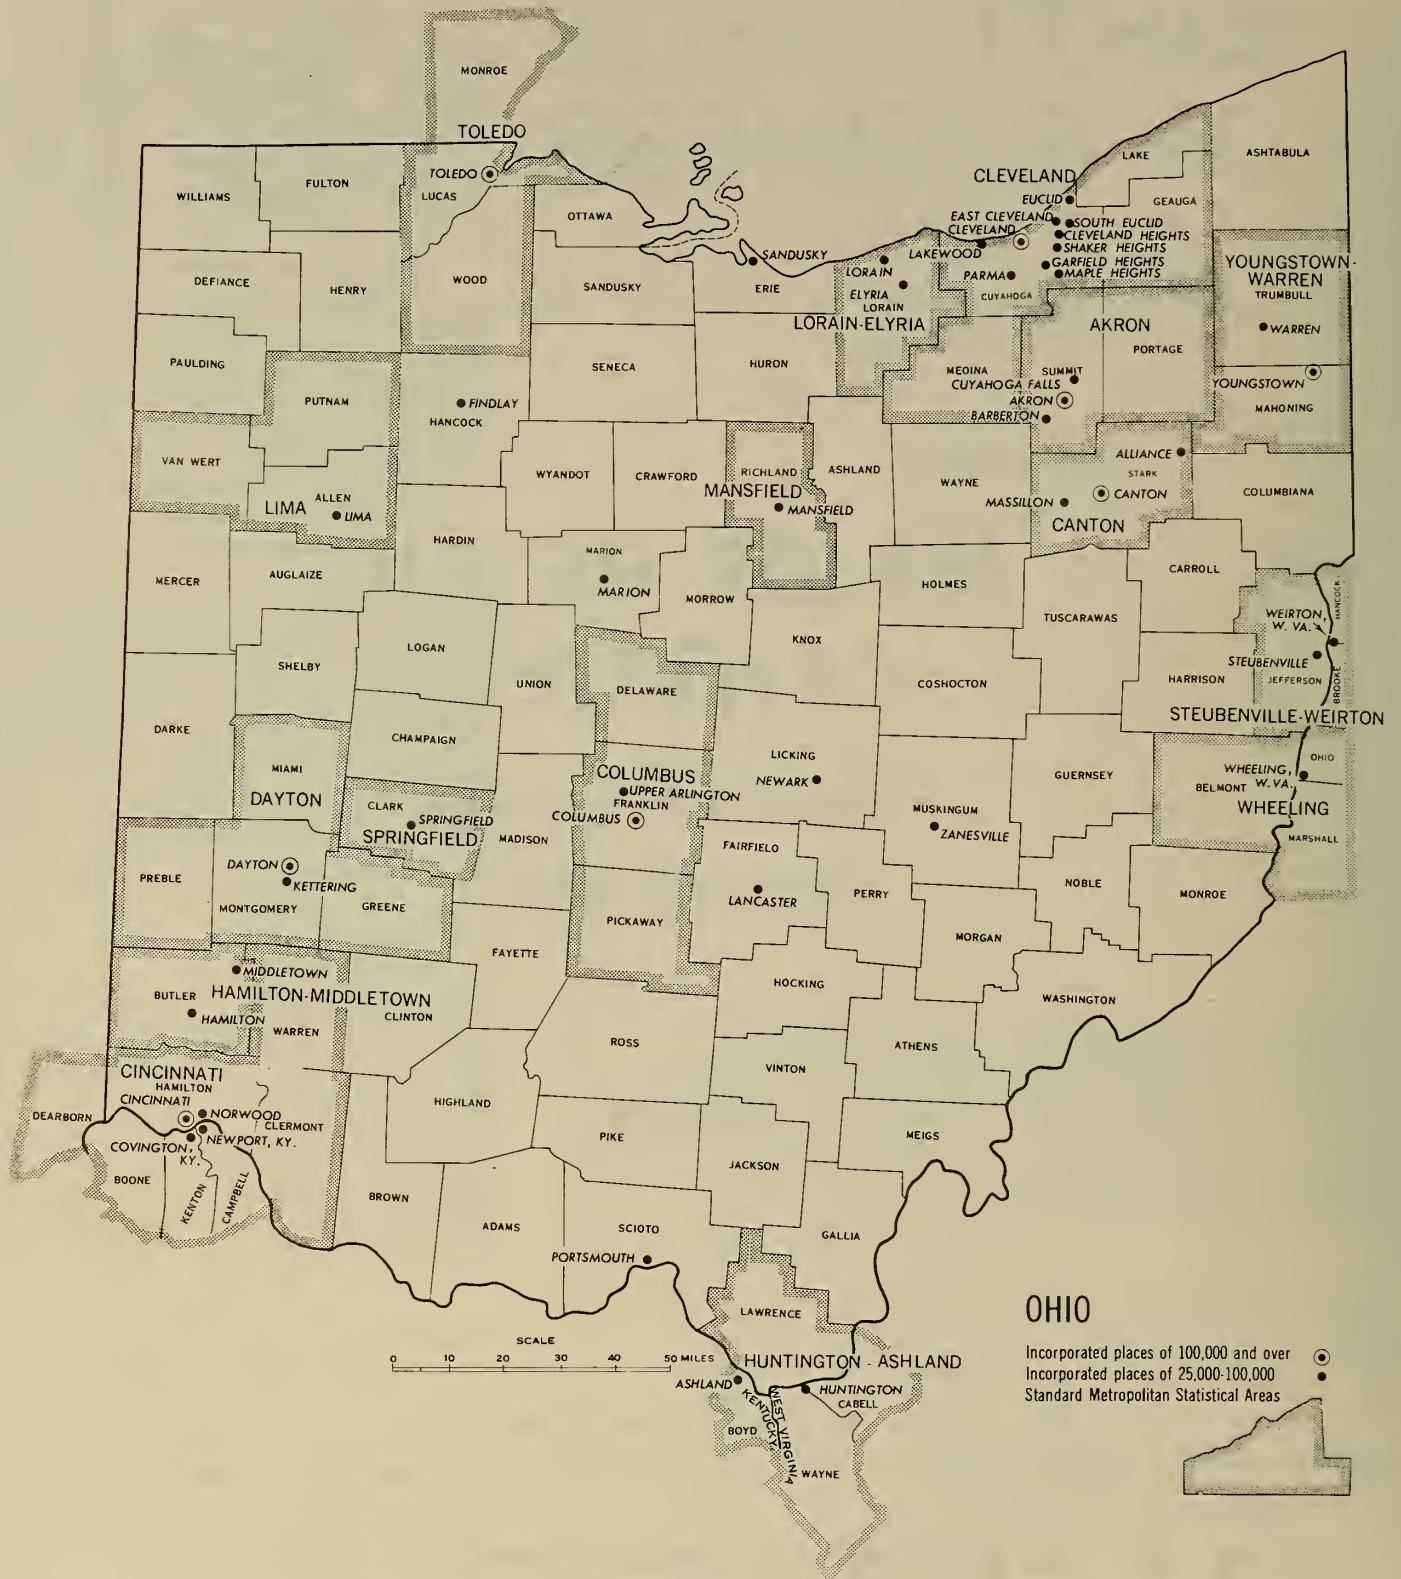 MONROE
TOLEDO
TOLEDO
LUCAS
WILLIAMS
FULTON
OTTAWA
DEFIANCE
HENRY
WOOD
SANDUSKY
SANDUSKY
ERIE
CLEVELAND
LAKE
ASHTABULA
GEAUGA
EUCLID
EAST CLEVELAND
CLEVELAND
SOUTH EUCLID
CLEVELAND HEIGHTS
SHAKER HEIGHTS
GARFIELD HEIGHTS
MAPLE HEIGHTS
LAKEWOOD
PARMA
CUYAHOGA
LORAIN
ELYRIA
LORAIN
LORAIN-ELYRIA
YOUNGSTOWN-
WARREN
TRUMBULL
WARREN
YOUNGSTOWN
MAHONING
AKRON
PORTAGE
MEDINA
SUMMIT
CUYAHOGA FALLS
AKRON
BARBERTON
PAULDING
PUTNAM
FINDLAY
HANCOCK
SENECA
HURON
VAN WERT
ALLEN
LIMA
LIMA
WYANDOT
CRAWFORD
RICHLAND
MANSFIELD
MANSFIELD
ASHLAND
WAYNE
ALLIANCE
STARK
MASSILLON
CANTON
CANTON
COLUMBIANA
MERCER
AUGLAIZE
HARDIN
MARION
MARION
MORROW
HOLMES
CARROLL
TUSCARAWAS
KNOX
WEIRTON,
W. VA.
HANCOCK
STEUBENVILLE
JEFFERSON
BROOKE
STEUBENVILLE-WEIRTON
SHELBY
LOGAN
UNION
DELAWARE
COSHOCTON
HARRISON
DARKE
MIAMI
DAYTON
CHAMPAIGN
CLARK
SPRINGFIELD
SPRINGFIELD
MADISON
COLUMBUS
UPPER ARLINGTON
FRANKLIN
COLUMBUS
LICKING
NEWARK
MUSKINGUM
ZANESVILLE
GUERNSEY
WHEELING,
W. VA.
BELMONT
OHIO
WHEELING
MARSHALL
PREBLE
DAYTON
KETTERING
MONTGOMERY
GREENE
FAYETTE
PICKAWAY
FAIRFIELD
LANCASTER
PERRY
MORGAN
NOBLE
MONROE
MIDDLETOWN
BUTLER
HAMILTON-MIDDLETOWN
HAMILTON
WARREN
CLINTON
HOCKING
WASHINGTON
ROSS
VINTON
ATHENS
CINCINNATI
HAMILTON
CINCINNATI
NORWOOD
CLERMONT
DEARBORN
COVINGTON,
KY.
NEWPORT, KY.
BOONE
KENTON
CAMPBELL
HIGHLAND
PIKE
JACKSON
MEIGS
BROWN
ADAMS
SCIOTO
PORTSMOUTH
GALLIA
LAWRENCE
HUNTINGTON - ASHLAND
ASHLAND
HUNTINGTON
CABELL
KENTUCKY
WEST VIRGINIA
BOYD
WAYNE
SCALE
0 10 20 30 40 50 MILES
OHIO
Incorporated places of 100,000 and over
Incorporated places of 25,000-100,000
Standard Metropolitan Statistical Areas